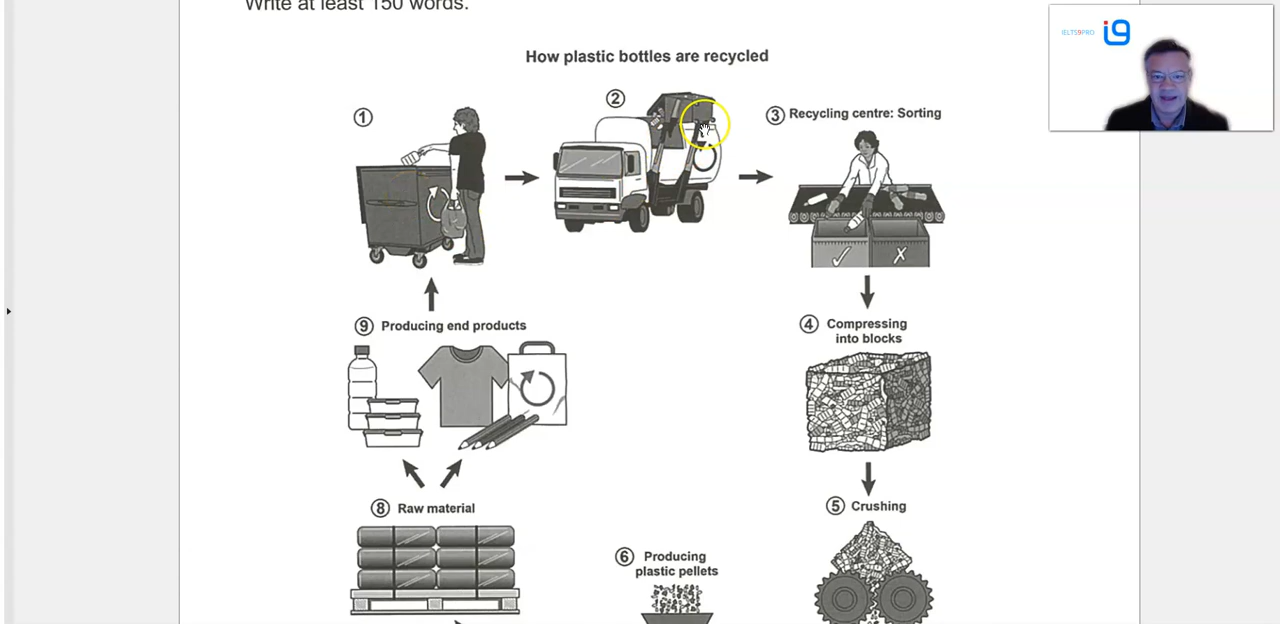 Write at least 150 words.
IELTS9PRO i9
How plastic bottles are recycled
①
②
③ Recycling centre: Sorting
④ Compressing
into blocks
⑤ Crushing
⑥ Producing
plastic pellets
⑧ Raw material
⑨ Producing end products